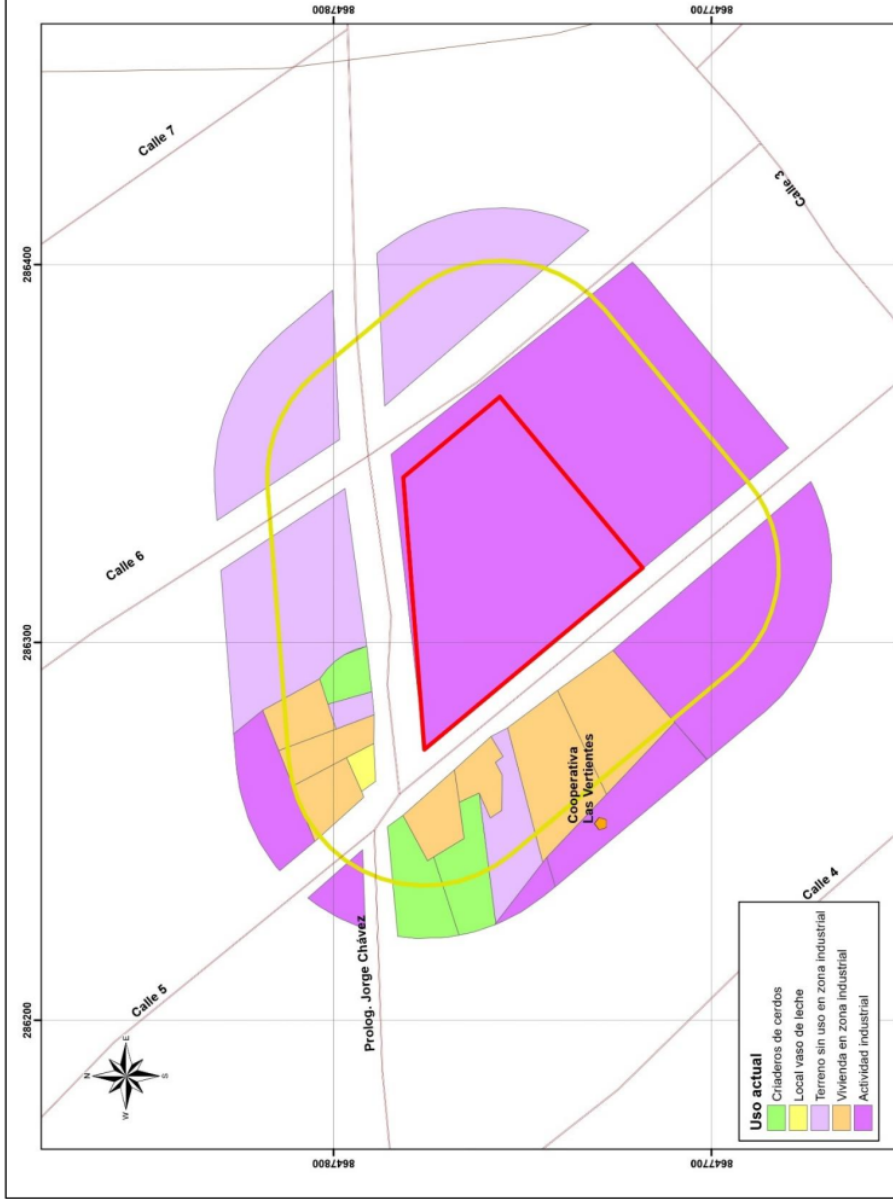 8647800
8647700
Calle 7
Calle 3
286400
Calle 6
286300
Cooperativa
Las Vertientes
Calle 5
Prolog. Jorge Chávez
Calle 4
286200
N
E
S
W
Uso actual
Criaderos de cerdos
Local vaso de leche
Terreno sin uso en zona industrial
Vivienda en zona industrial
Actividad industrial
8647800
8647700